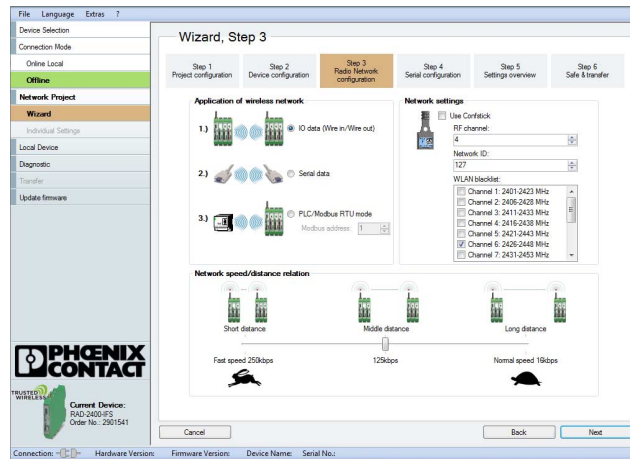 File Language Extras ?
Device Selection
Connection Mode
Online Local
Offline
Network Project
Wizard
Individual Settings
Local Device
Diagnostic
Transfer
Update firmware
PHŒNIX
CONTACT
TRUSTED
WIRELESS
Current Device:
RAD-2400-IFS
Order No.: 2901541
Wizard, Step 3
Step 1
Project configuration
Step 2
Device configuration
Step 3
Radio Network
configuration
Step 4
Serial configuration
Step 5
Settings overview
Step 6
Safe & transfer
Application of wireless network
1.) IO data (Wire in/Wire out)
2.) Serial data
3.) PLC/Modbus RTU mode
Modbus address: 1
Network settings
Use Confstick
RF channel:
4
Network ID:
127
WLAN blacklist:
Channel 1: 2401-2423 MHz
Channel 2: 2406-2428 MHz
Channel 3: 2411-2433 MHz
Channel 4: 2416-2438 MHz
Channel 5: 2421-2443 MHz
Channel 6: 2426-2448 MHz
Channel 7: 2431-2453 MHz
Network speed/distance relation
Short distance Middle distance Long distance
Fast speed 250kbps 125kbps Normal speed 16kbps
Cancel Back Next
Connection: Hardware Version: Firmware Version: Device Name: Serial No.: